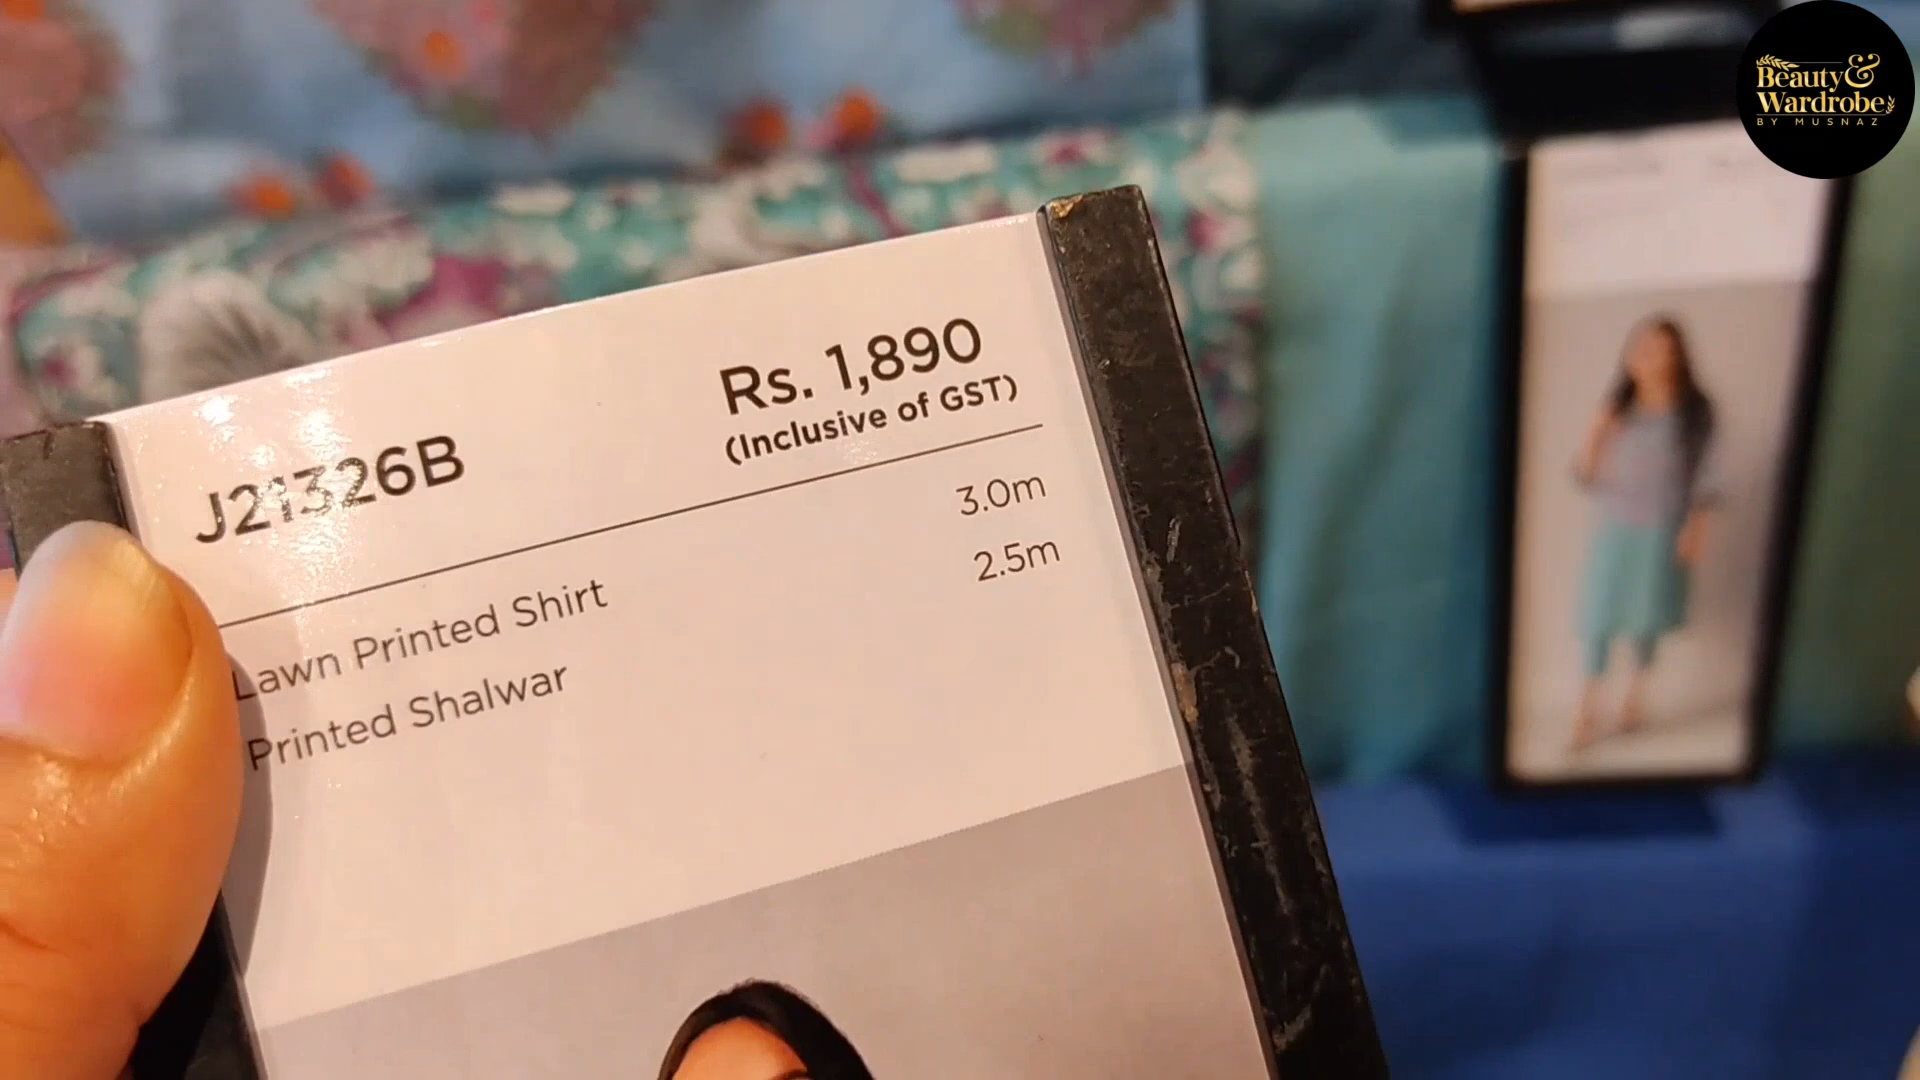 Beauty&
Wardrobe
BY MUSNAZ
Rs. 1,890
(Inclusive of GST)
J21326B
Lawn Printed Shirt 3.0m
Printed Shalwar 2.5m